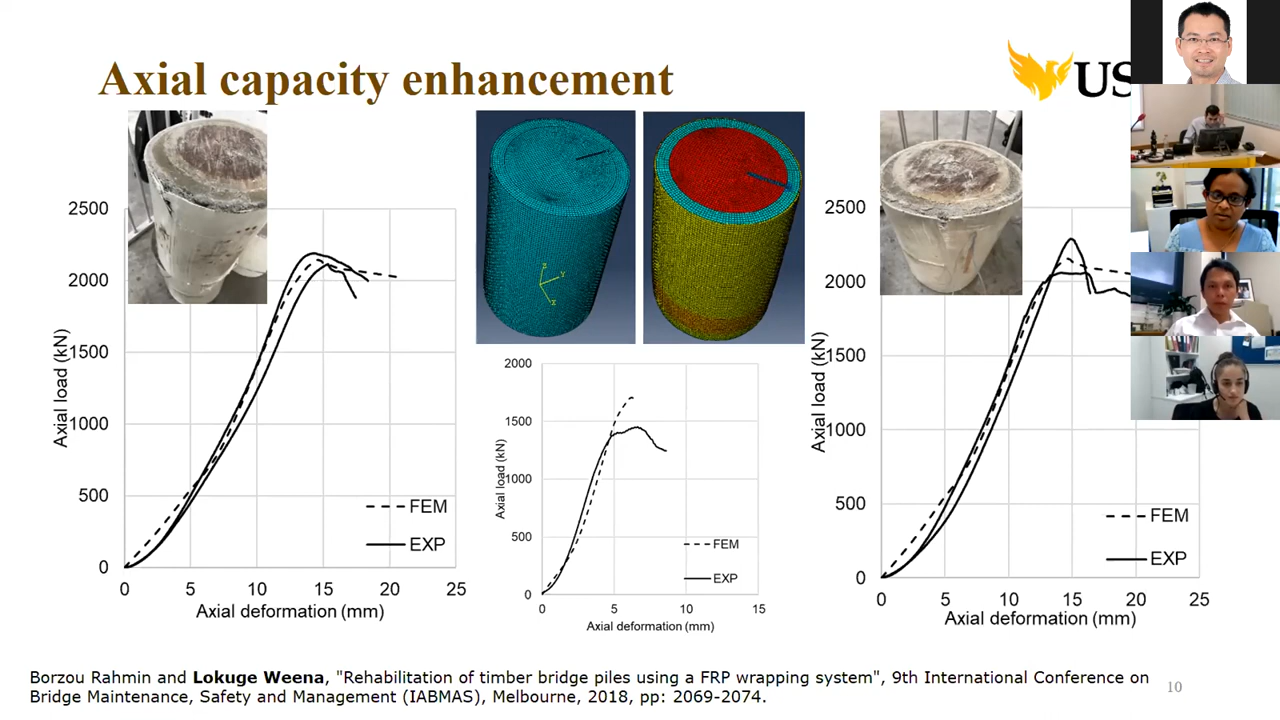 Axial capacity enhancement
US
2500
2000
1500
1000
500
0
0 5 10 15 20 25
Axial load (kN)
Axial deformation (mm)
FEM
EXP
Z
Y
X
2000
1500
1000
500
0
0 5 10 15
Axial load (kN)
Axial deformation (mm)
FEM
EXP
2500
2000
1500
1000
500
0
0 5 10 15 20 25
Axial load (kN)
Axial deformation (mm)
FEM
EXP
Borzou Rahmin and Lokuge Weena, "Rehabilitation of timber bridge piles using a FRP wrapping system", 9th International Conference on
Bridge Maintenance, Safety and Management (IABMAS), Melbourne, 2018, pp: 2069-2074.
10